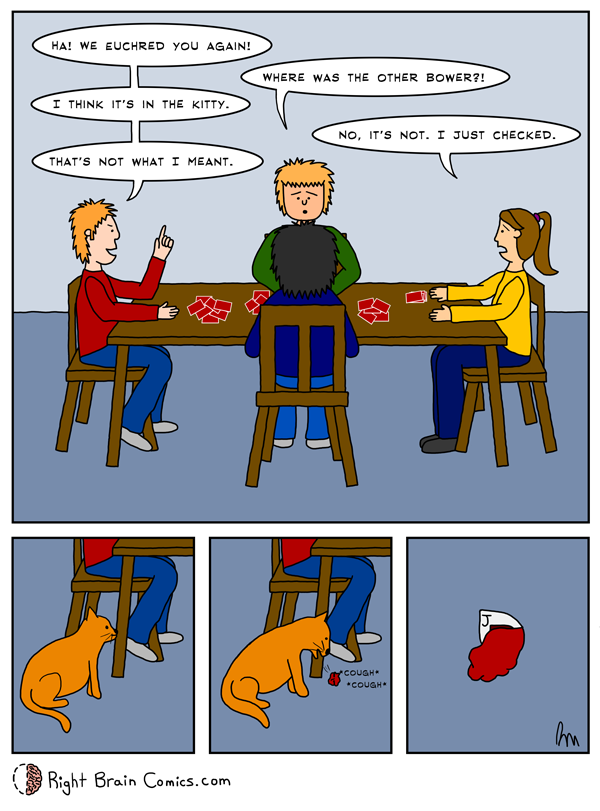 HA! WE EUCHRED YOU AGAIN!
WHERE WAS THE OTHER BOWER?!
I THINK IT'S IN THE KITTY.
NO, IT'S NOT. I JUST CHECKED.
THAT'S NOT WHAT I MEANT.
*COUGH*
*COUGH*
J
Right Brain Comics.com